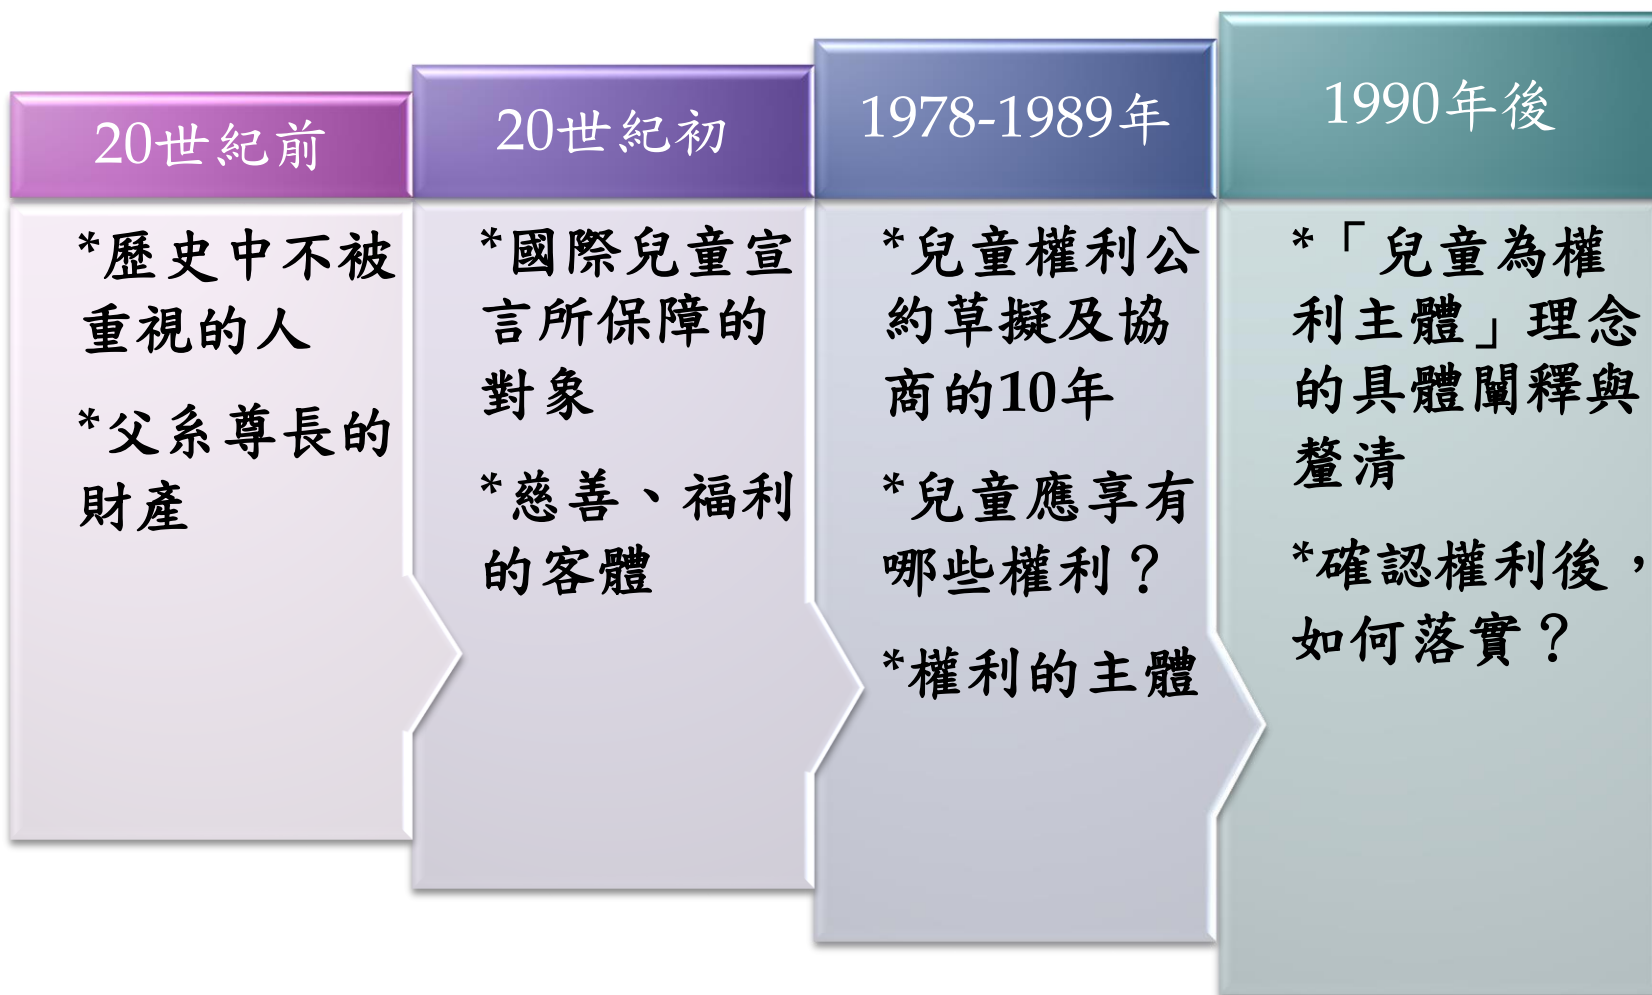 20世紀前
*歷史中不被
重視的人
*父系尊長的
財產
20世紀初
*國際兒童宣
言所保障的
對象
*慈善、福利
的客體
1978-1989年
*兒童權利公
約草擬及協
商的10年
*兒童應享有
哪些權利？
*權利的主體
1990年後
*「兒童為權
利主體」理念
的具體闡釋與
釐清
*確認權利後，
如何落實？